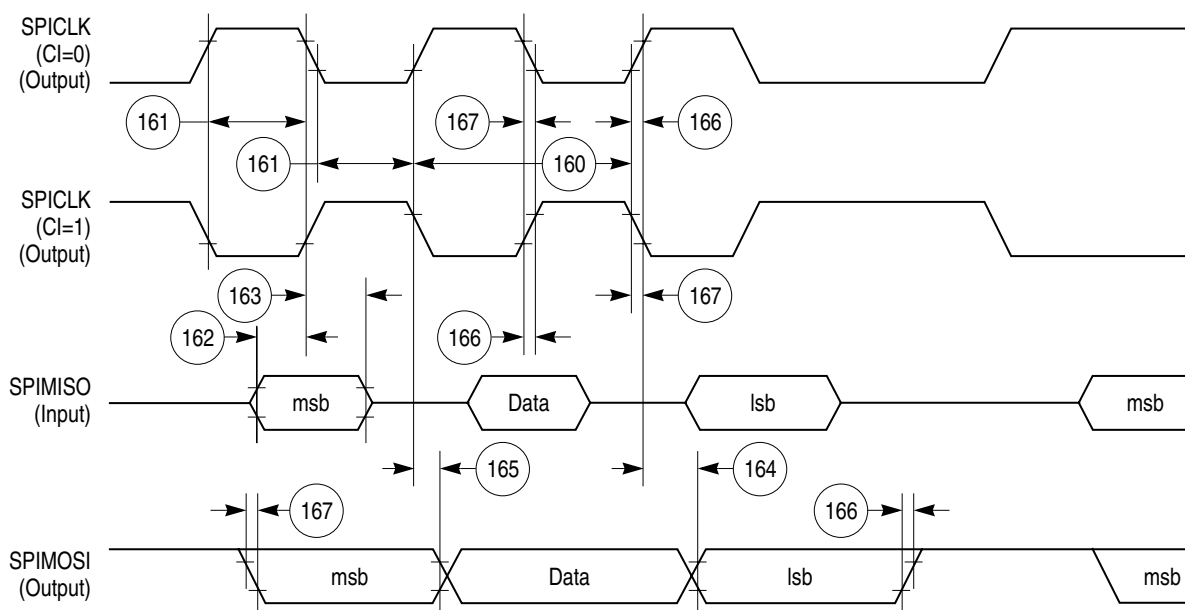 SPICLK
(CI=0)
(Output)
161
167
166
161
160
SPICLK
(CI=1)
(Output)
163
167
162
166
SPIMISO
(Input)
msb
Data
lsb
msb
165
164
167
166
SPIMOSI
(Output)
msb
Data
lsb
msb